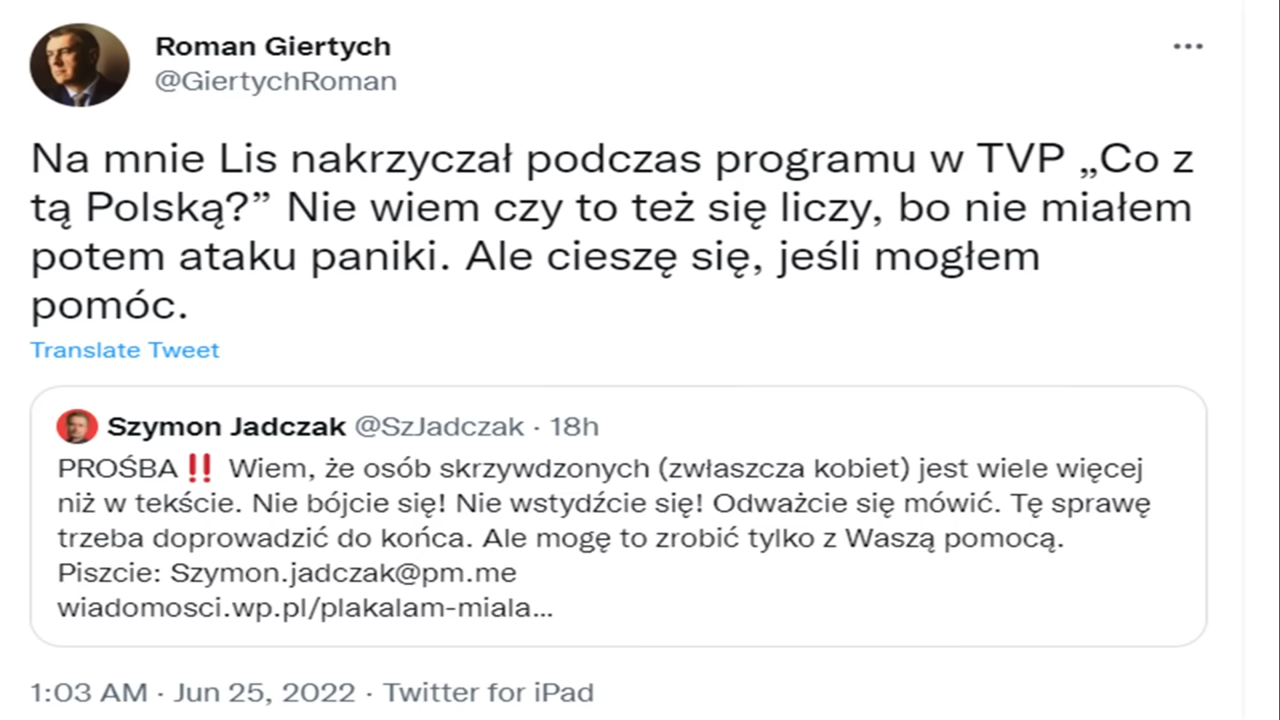 Roman Giertych
@GiertychRoman
Na mnie Lis nakrzyczał podczas programu w TVP „Co z
tą Polską?” Nie wiem czy to też się liczy, bo nie miałem
potem ataku paniki. Ale cieszę się, jeśli mogłem
pomóc.
Translate Tweet
Szymon Jadczak @SzJadczak · 18h
PROŚBA‼️ Wiem, że osób skrzywdzonych (zwłaszcza kobiet) jest wiele więcej
niż w tekście. Nie bójcie się! Nie wstydźcie się! Odważcie się mówić. Tę sprawę
trzeba doprowadzić do końca. Ale mogę to zrobić tylko z Waszą pomocą.
Piszcie: Szymon.jadczak@pm.me
wiadomosci.wp.pl/plakalam-miala...
1:03 AM · Jun 25, 2022 · Twitter for iPad